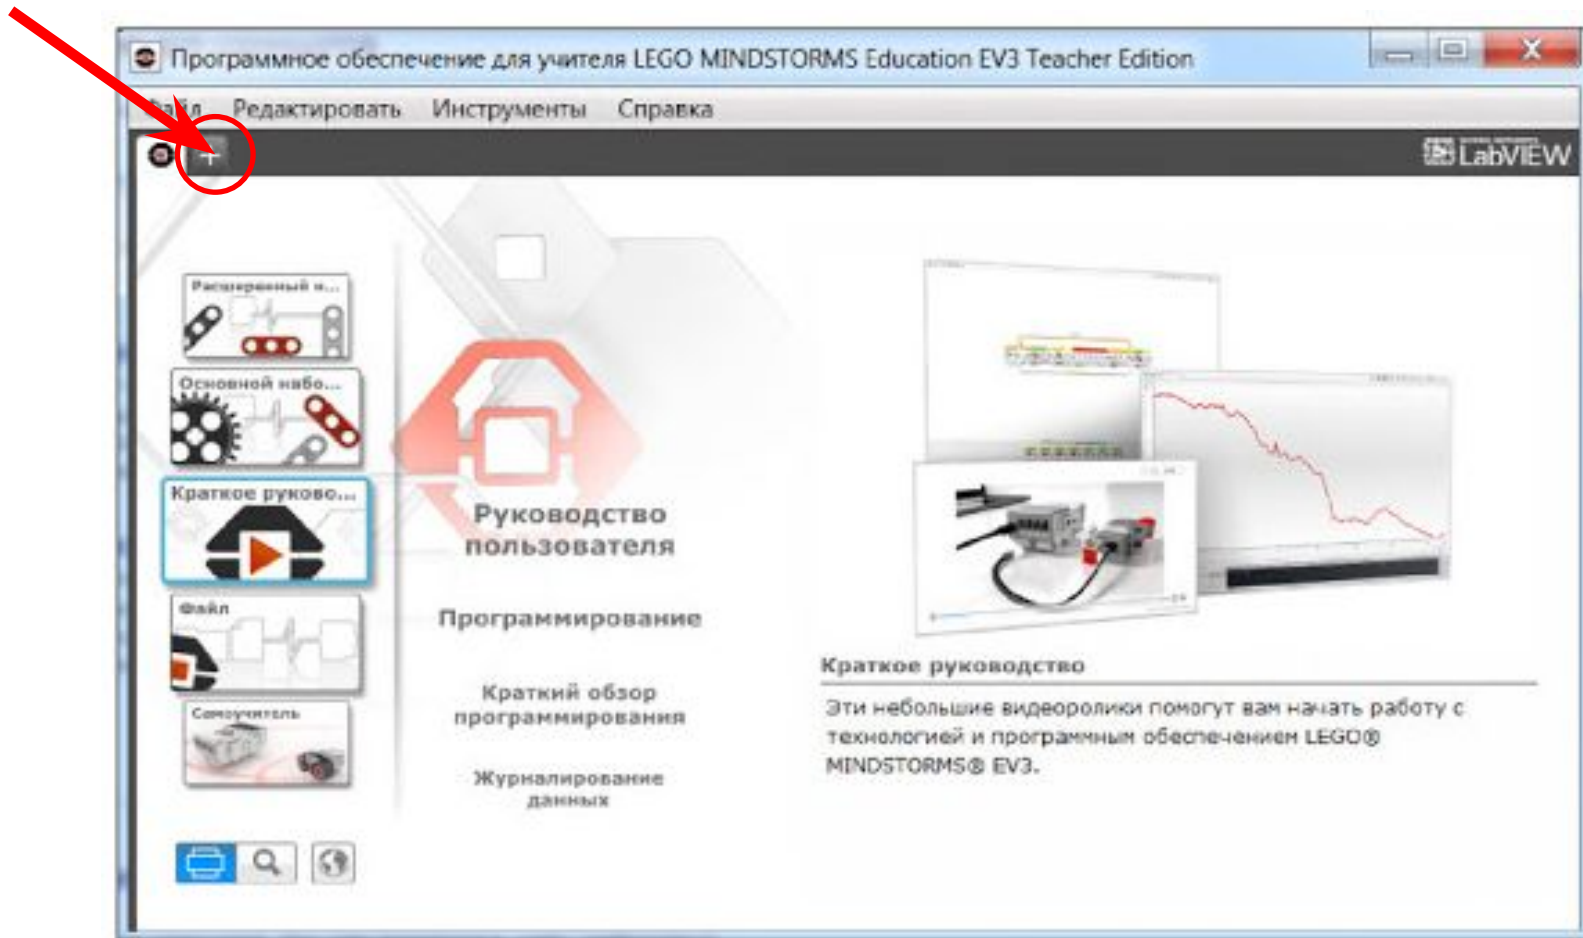 Программное обеспечение для учителя LEGO MINDSTORMS Education EV3 Teacher Edition
Файл Редактировать Инструменты Справка
LabVIEW
Расширенный н...
Основной набо...
Краткое руково...
Файл
Самоучитель
Руководство
пользователя
Программирование
Краткий обзор
программирования
Журналирование
данных
Краткое руководство
Эти небольшие видеоролики помогут вам начать работу с
технологией и программным обеспечением LEGO®
MINDSTORMS® EV3.